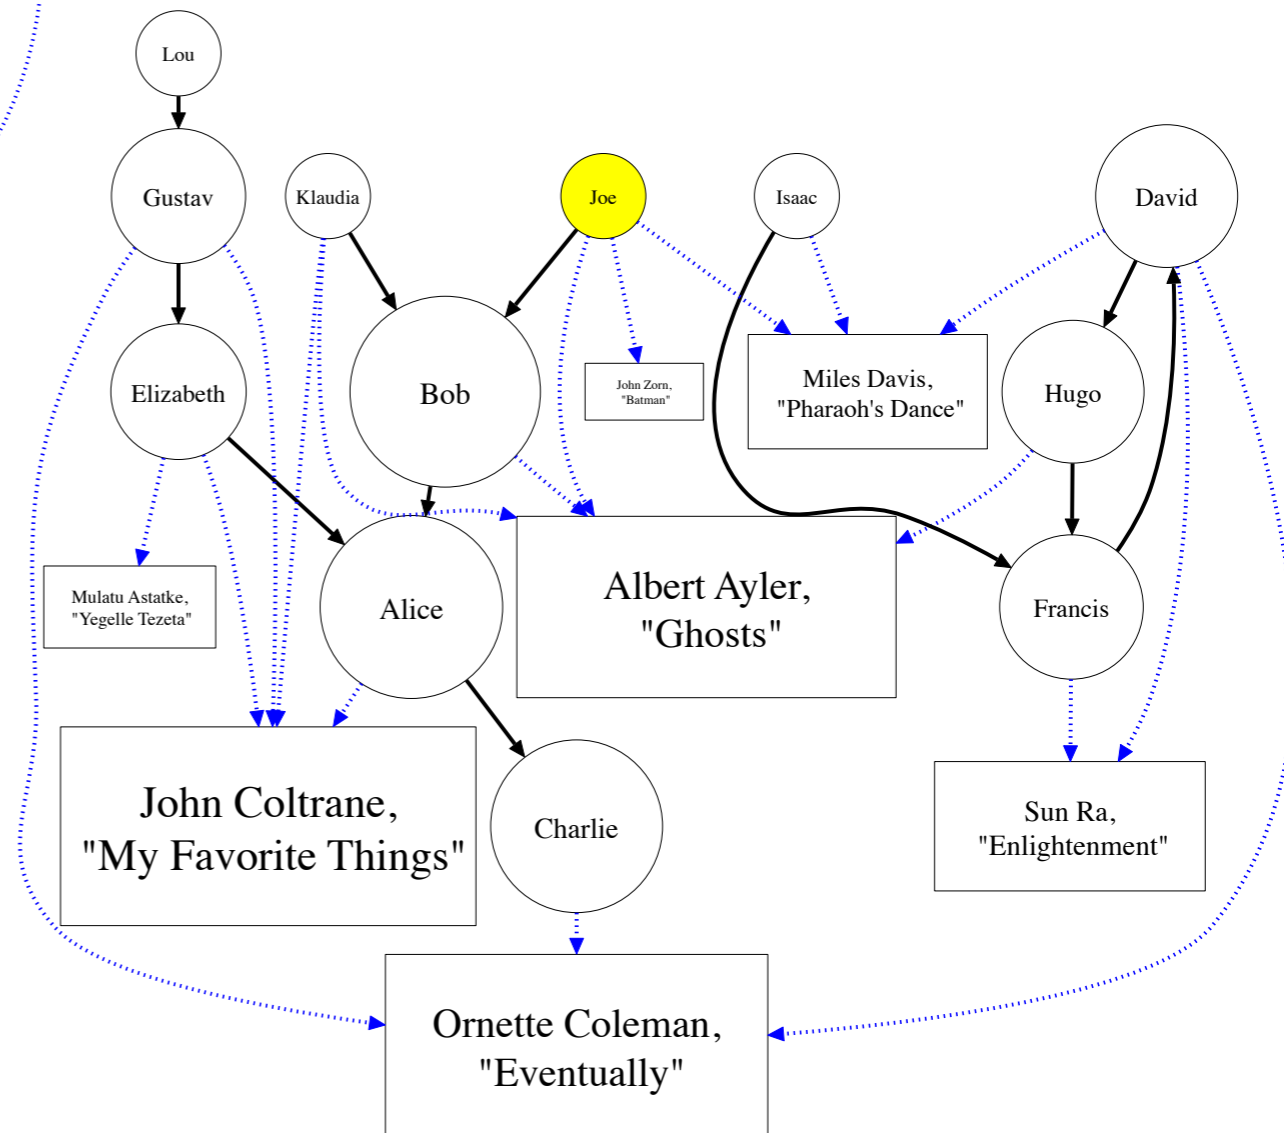 Lou
Gustav
Klaudia
Joe
Isaac
David
Elizabeth
Bob
John Zorn,
"Batman"
Miles Davis,
"Pharaoh's Dance"
Hugo
Mulatu Astatke,
"Yegelle Tezeta"
Alice
Albert Ayler,
"Ghosts"
Francis
John Coltrane,
"My Favorite Things"
Charlie
Sun Ra,
"Enlightenment"
Ornette Coleman,
"Eventually"